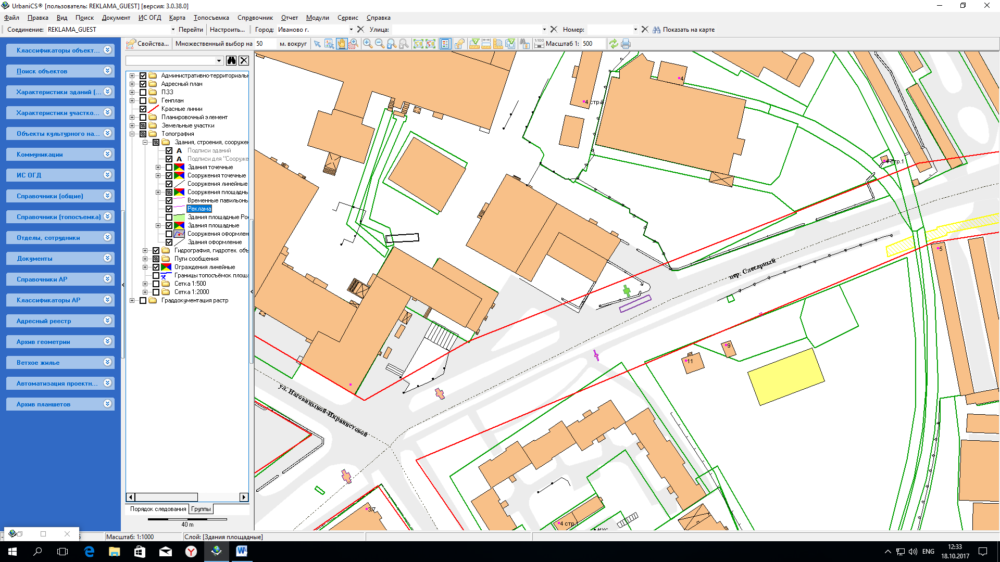 UrbaniCS® [пользователь: REKLAMA_GUEST] [версия: 3.0.38.0]
Файл Правка Вид Поиск Документ ИС ОГД Карта Топосъемка Справочник Отчет Модули Сервис Справка
Соединение: REKLAMA_GUEST Перейти Настроить... Город: Иваново г. Улица: Номер: Показать на карте
Свойства... Множественный выбор на 50 м. вокруг 1:100 Масштаб 1: 500
Классификаторы объект...
Поиск объектов
Характеристики зданий (...
Характеристики участко...
Объекты культурного на...
Коммуникации
ИС ОГД
Справочники (общие)
Справочники (топосъемка)
Отделы, сотрудники
Документы
Справочники АР
Классификаторы АР
Адресный реестр
Архив геометрии
Ветхое жилье
Автоматизация проектн...
Архив планшетов
Административно-территориальн
Адресный план
ПЗЗ
Генплан
Красные линии
Планировочный элемент
Земельные участки
Топография
Здания, строения, сооружен
А Подписи зданий
А Подписи для "Сооруже
Здания точечные
Сооружения точечные
Сооружения линейные
Сооружения площадны
Временные павильоны
Реклама
Здания площадные Ро
Здания площадные
Сооружения оформлен
Здания оформление
Гидрография, гидротех. объ
Пути сообщения
Ограждения линейные
Границы топосъёмок площа
Сетка 1:500
Сетка 1:2000
Граддокументация растр
Порядок следования Группы
40 m
4
4 стр.
4 стр.1
5
пер. Слесарный
9
11
ул. Наговицыной-Икрянистовой
37
4 стр.
Масштаб: 1:1000 Слой: [Здания площадные]
ENG
12:33
18.10.2017